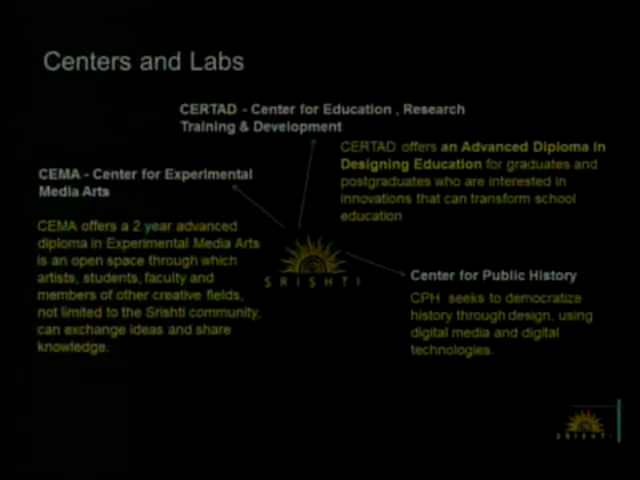 Centers and Labs
CERTAD - Center for Education , Research
Training & Development
CERTAD offers an Advanced Diploma in
Designing Education for graduates and
postgraduates who are interested in
innovations that can transform school
education
CEMA - Center for Experimental
Media Arts
CEMA offers a 2 year advanced
diploma in Experimental Media Arts
is an open space through which
artists, students, faculty and
members of other creative fields,
not limited to the Srishti community,
can exchange ideas and share
knowledge.
SRISHTI
Center for Public History
CPH seeks to democratize
history through design, using
digital media and digital
technologies.
SRISHTI